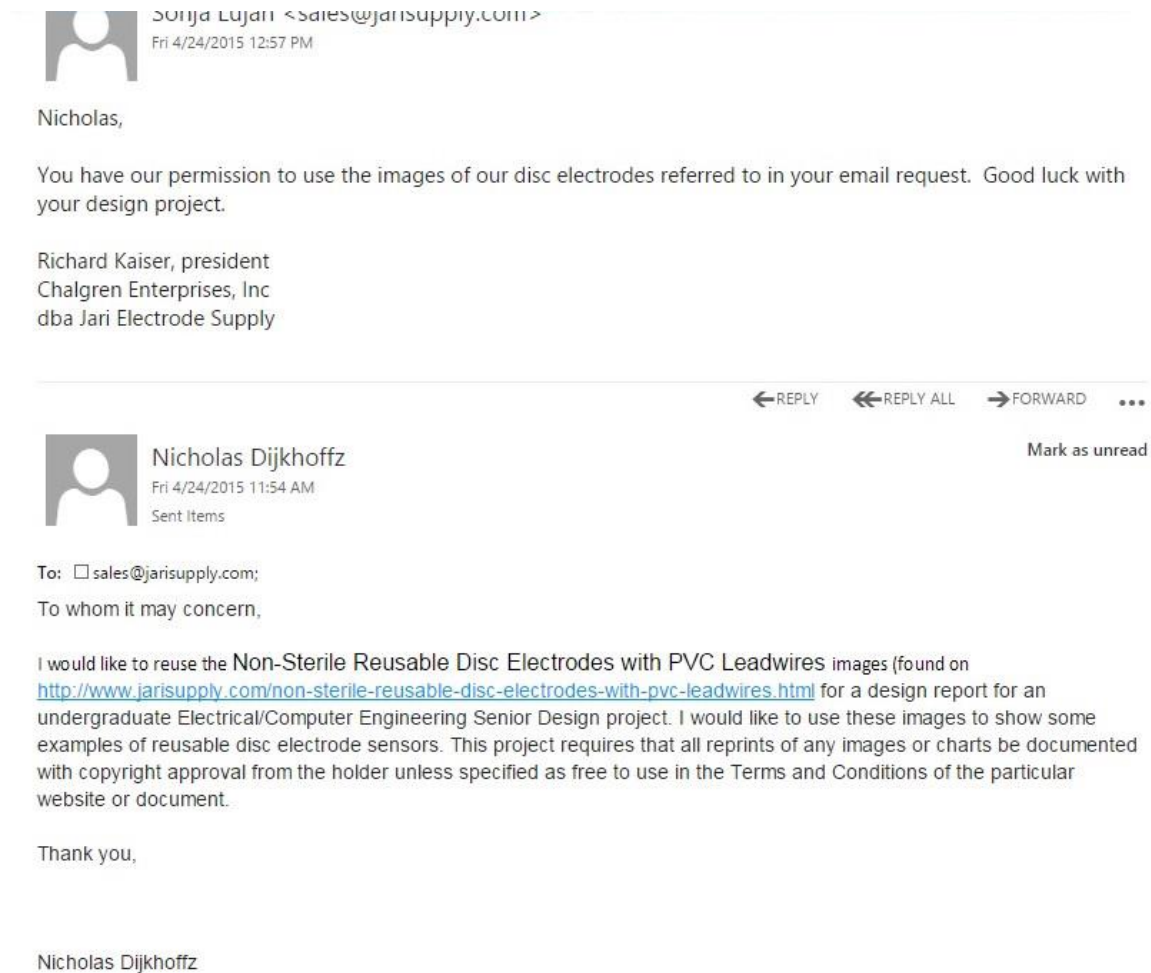 Sonja Lujan <sales@jarisupply.com>
Fri 4/24/2015 12:57 PM
Nicholas,
You have our permission to use the images of our disc electrodes referred to in your email request.  Good luck with
your design project.
Richard Kaiser, president
Chalgren Enterprises, Inc
dba Jari Electrode Supply
REPLY REPLY ALL FORWARD
Nicholas Dijkhoffz
Mark as unread
Fri 4/24/2015 11:54 AM
Sent Items
To: sales@jarisupply.com;
To whom it may concern,
I would like to reuse the Non-Sterile Reusable Disc Electrodes with PVC Leadwires images (found on
http://www.jarisupply.com/non-sterile-reusable-disc-electrodes-with-pvc-leadwires.html for a design report for an
undergraduate Electrical/Computer Engineering Senior Design project. I would like to use these images to show some
examples of reusable disc electrode sensors. This project requires that all reprints of any images or charts be documented
with copyright approval from the holder unless specified as free to use in the Terms and Conditions of the particular
website or document.
Thank you,
Nicholas Dijkhoffz